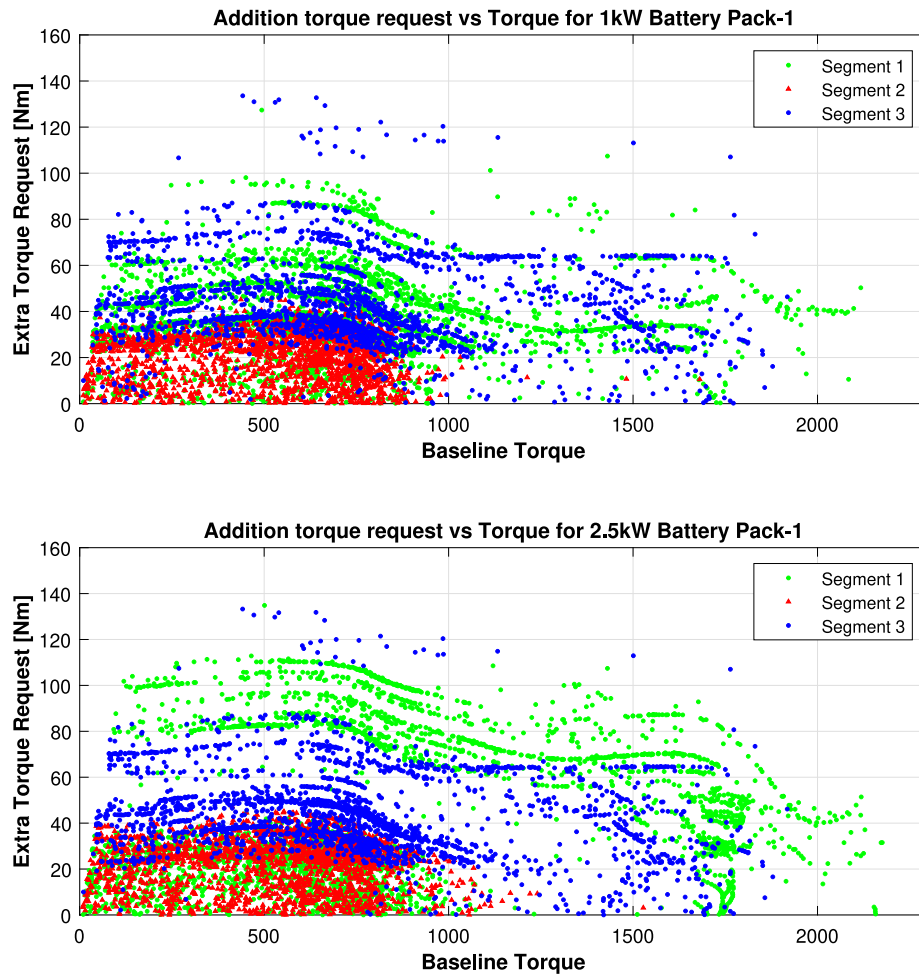 Addition torque request vs Torque for 1kW Battery Pack-1
160
140
120
100
80
60
40
20
0
Extra Torque Request [Nm]
Segment 1
Segment 2
Segment 3
0 500 1000 1500 2000
Baseline Torque
Addition torque request vs Torque for 2.5kW Battery Pack-1
160
140
120
100
80
60
40
20
0
Extra Torque Request [Nm]
Segment 1
Segment 2
Segment 3
0 500 1000 1500 2000
Baseline Torque